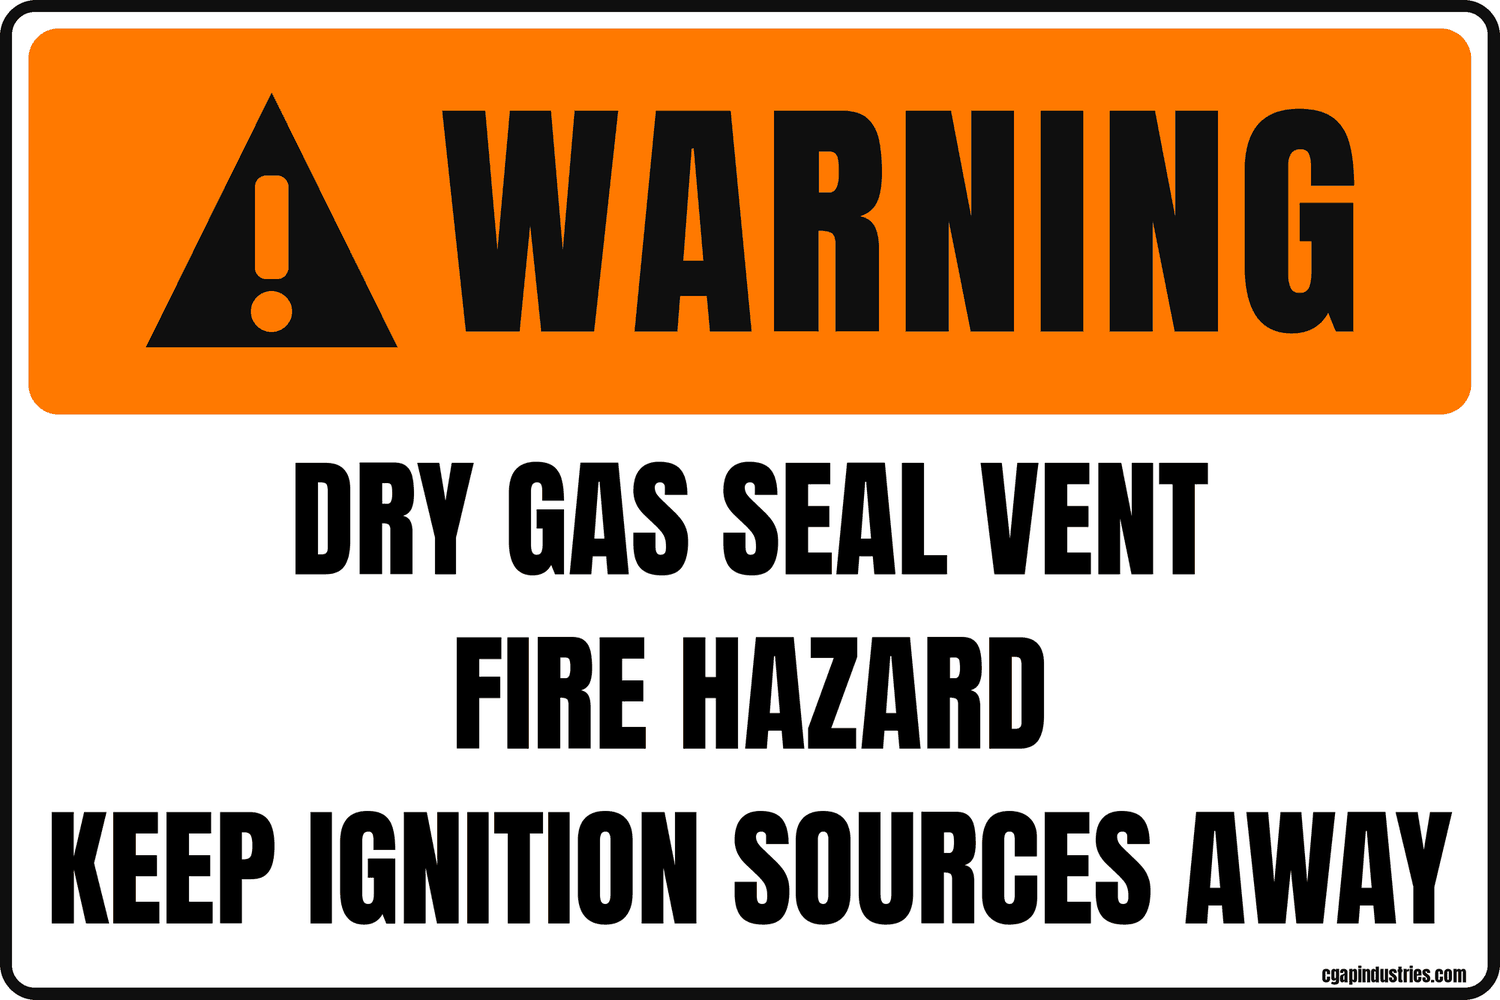 WARNING
DRY GAS SEAL VENT
FIRE HAZARD
KEEP IGNITION SOURCES AWAY
cgapindustries.com